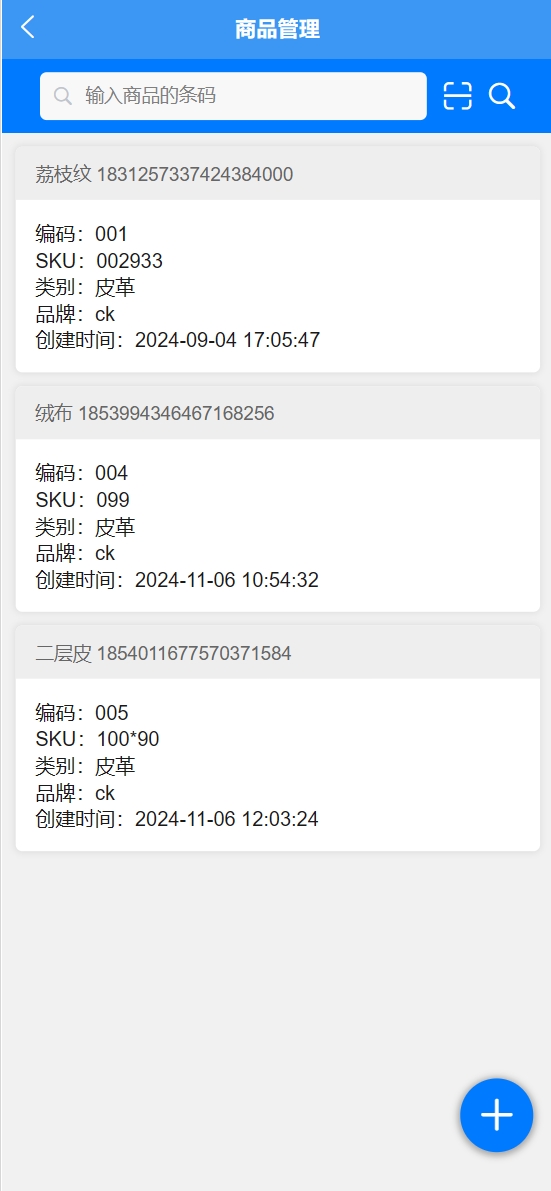 商品管理
输入商品的条码
荔枝纹 1831257337424384000
编码：001
SKU：002933
类别：皮革
品牌：ck
创建时间：2024-09-04 17:05:47
绒布 1853994346467168256
编码：004
SKU：099
类别：皮革
品牌：ck
创建时间：2024-11-06 10:54:32
二层皮 1854011677570371584
编码：005
SKU：100*90
类别：皮革
品牌：ck
创建时间：2024-11-06 12:03:24